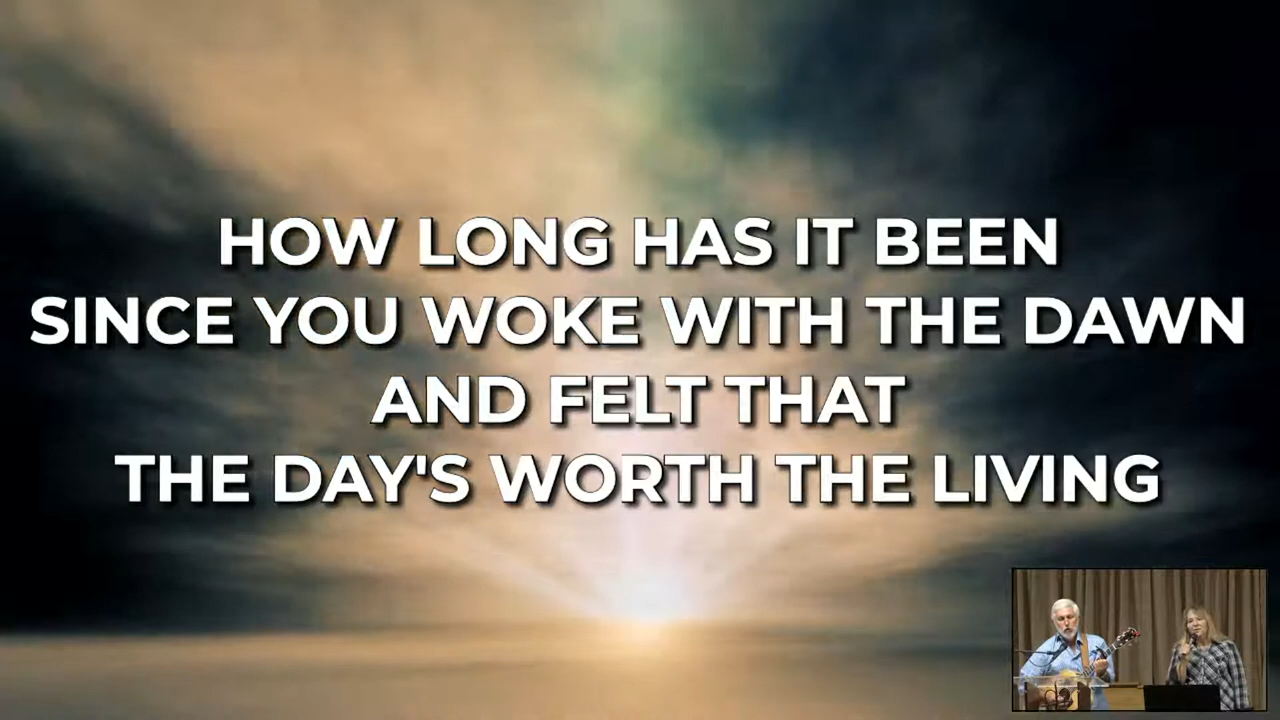 HOW LONG HAS IT BEEN
SINCE YOU WOKE WITH THE DAWN
AND FELT THAT
THE DAY'S WORTH THE LIVING